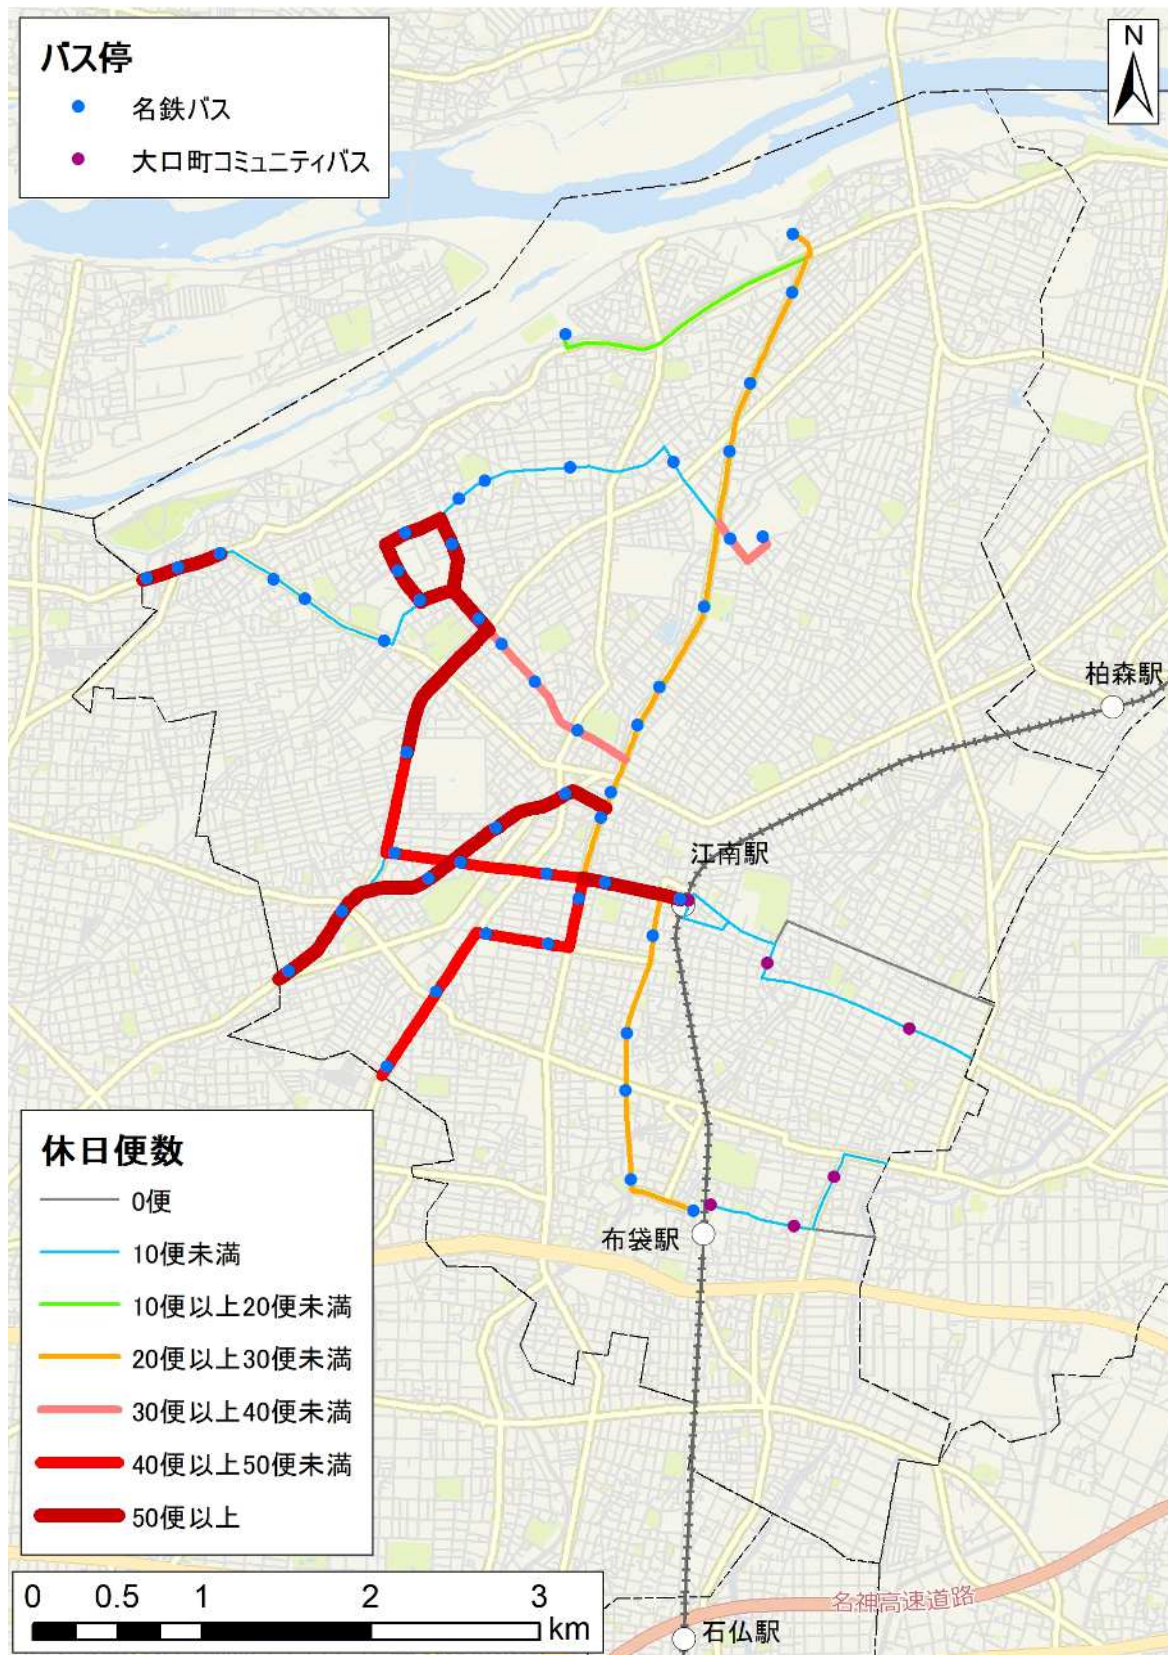 バス停
名鉄バス
大口町コミュニティバス
N
柏森駅
江南駅
布袋駅
休日便数
0便
10便未満
10便以上20便未満
20便以上30便未満
30便以上40便未満
40便以上50便未満
50便以上
0 0.5 1 2 3
km
名神高速道路
石仏駅